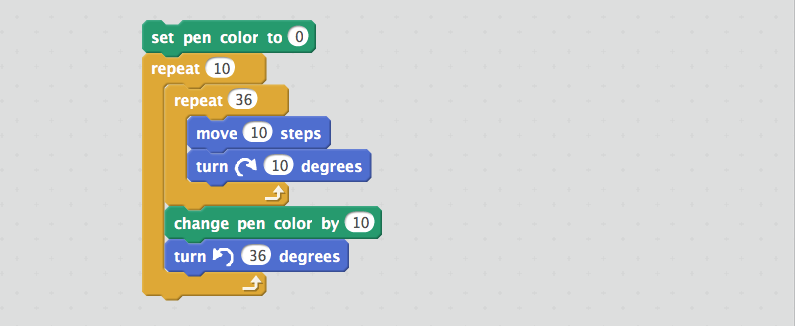 set pen color to 0
repeat 10
repeat 36
move 10 steps
turn 10 degrees
change pen color by 10
turn 36 degrees